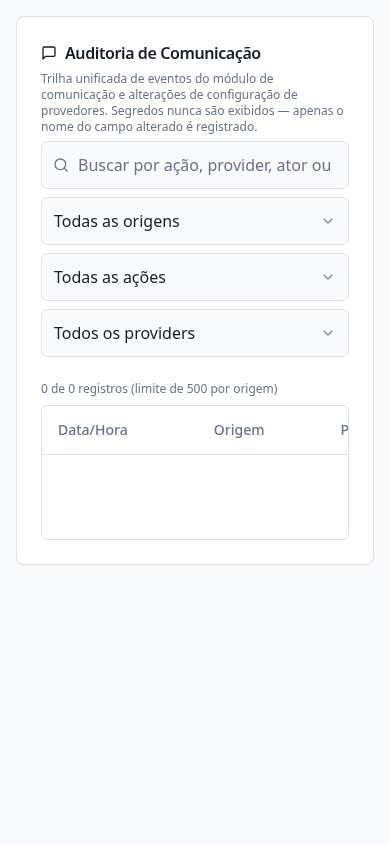 Auditoria de Comunicação
Trilha unificada de eventos do módulo de
comunicação e alterações de configuração de
provedores. Segredos nunca são exibidos — apenas o
nome do campo alterado é registrado.
Buscar por ação, provider, ator ou
Todas as origens
Todas as ações
Todos os providers
0 de 0 registros (limite de 500 por origem)
Data/Hora Origem P